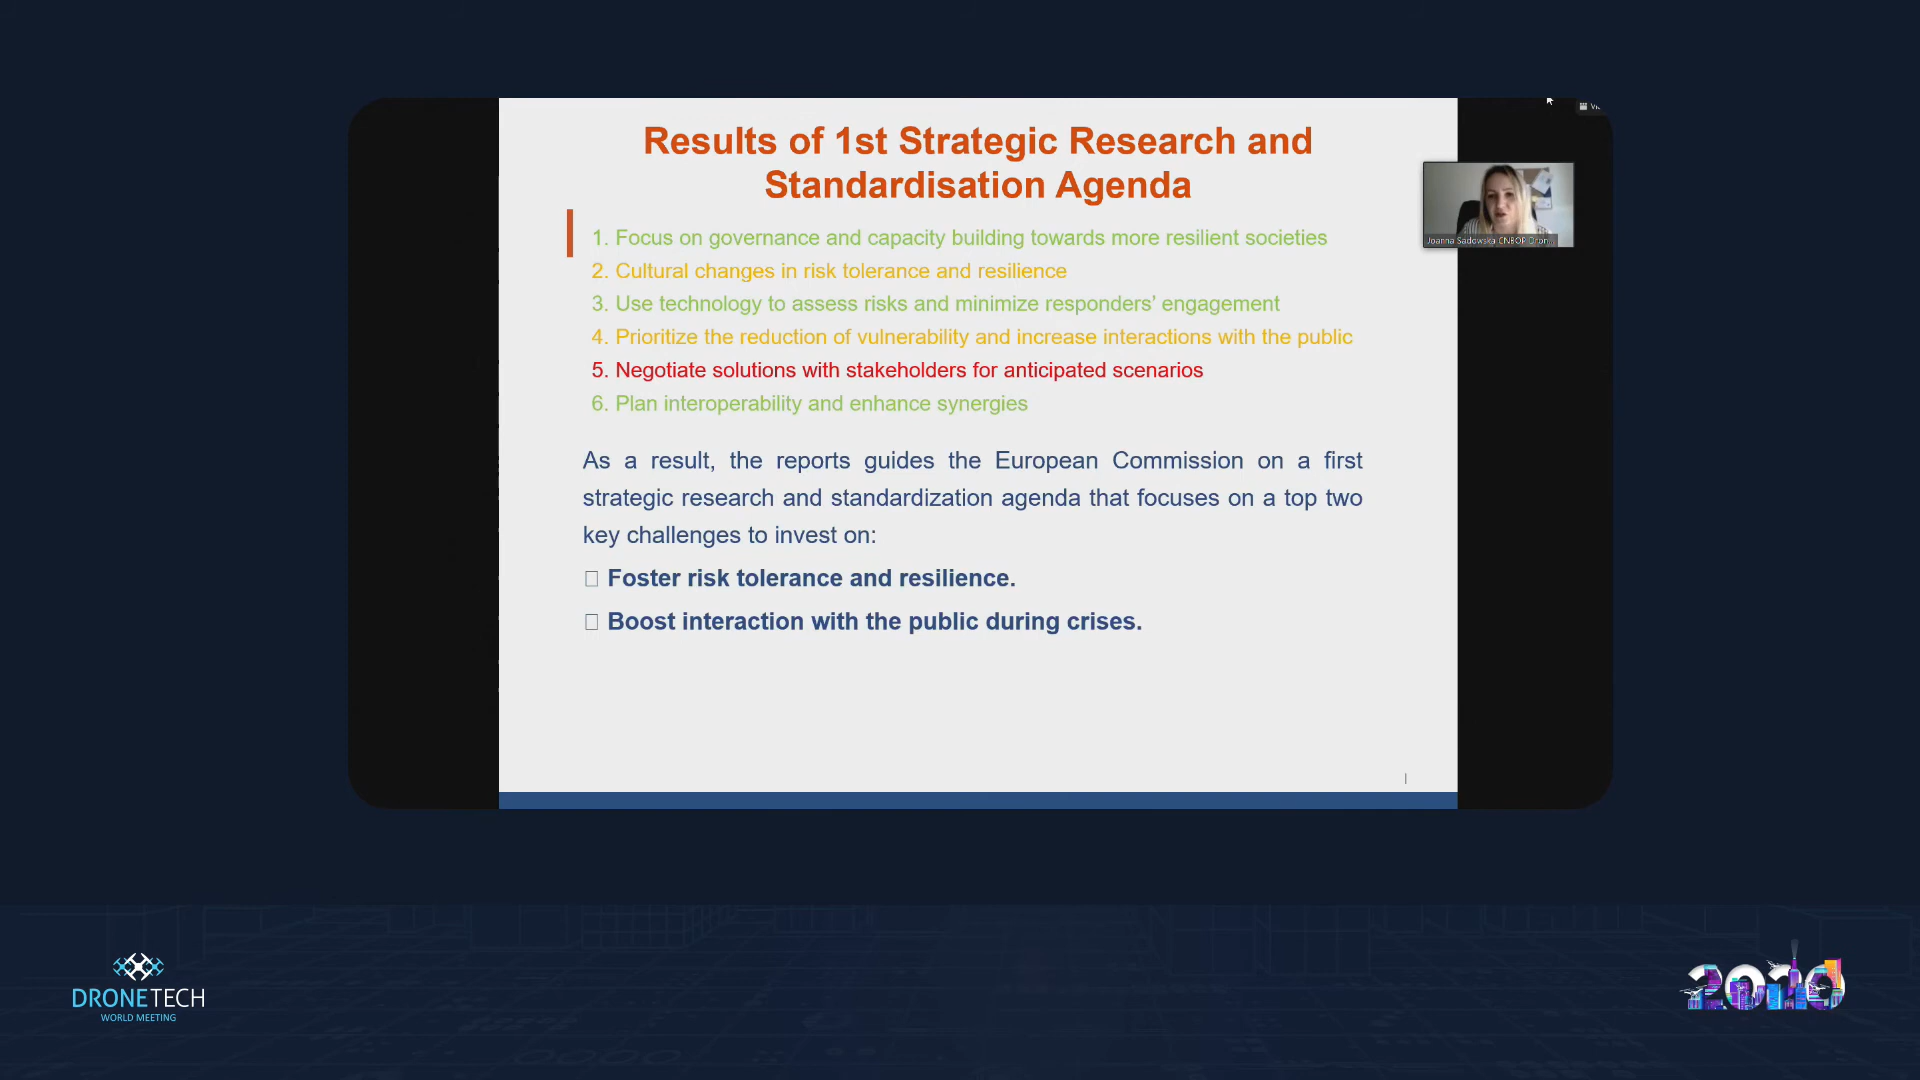 Results of 1st Strategic Research and
Standardisation Agenda
1. Focus on governance and capacity building towards more resilient societies
2. Cultural changes in risk tolerance and resilience
3. Use technology to assess risks and minimize responders' engagement
4. Prioritize the reduction of vulnerability and increase interactions with the public
5. Negotiate solutions with stakeholders for anticipated scenarios
6. Plan interoperability and enhance synergies
As a result, the reports guides the European Commission on a first
strategic research and standardization agenda that focuses on a top two
key challenges to invest on:
Foster risk tolerance and resilience.
Boost interaction with the public during crises.
Joanna Sadowska CNBOP Dron...
DRONETECH
WORLD MEETING
2020